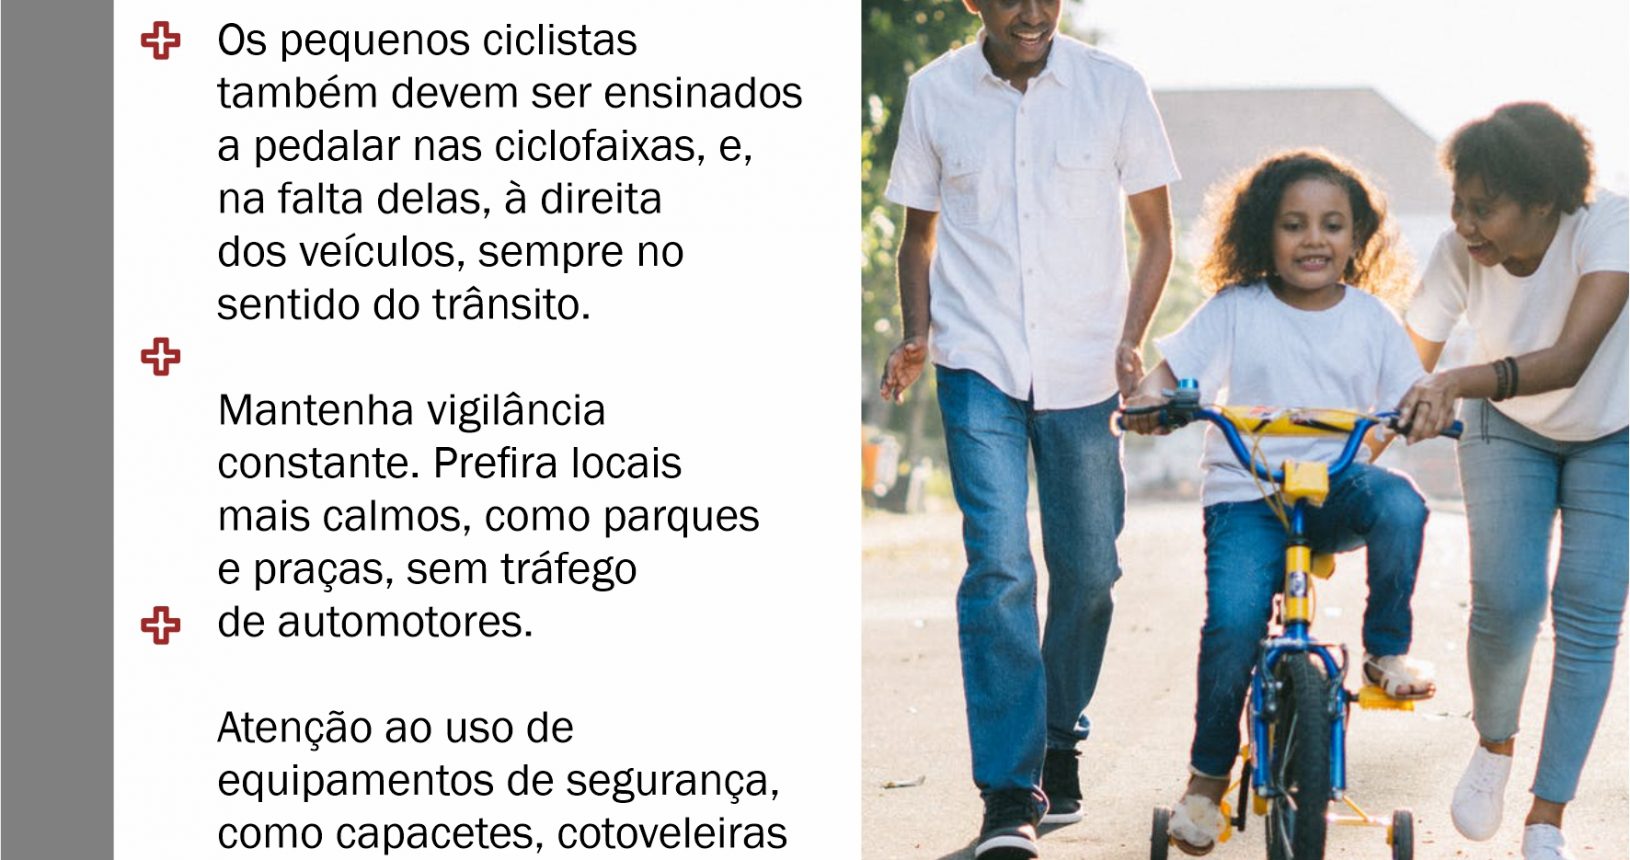 Os pequenos ciclistas
também devem ser ensinados
a pedalar nas ciclofaixas, e,
na falta delas, à direita
dos veículos, sempre no
sentido do trânsito.
Mantenha vigilância
constante. Prefira locais
mais calmos, como parques
e praças, sem tráfego
de automotores.
Atenção ao uso de
equipamentos de segurança,
como capacetes, cotoveleiras